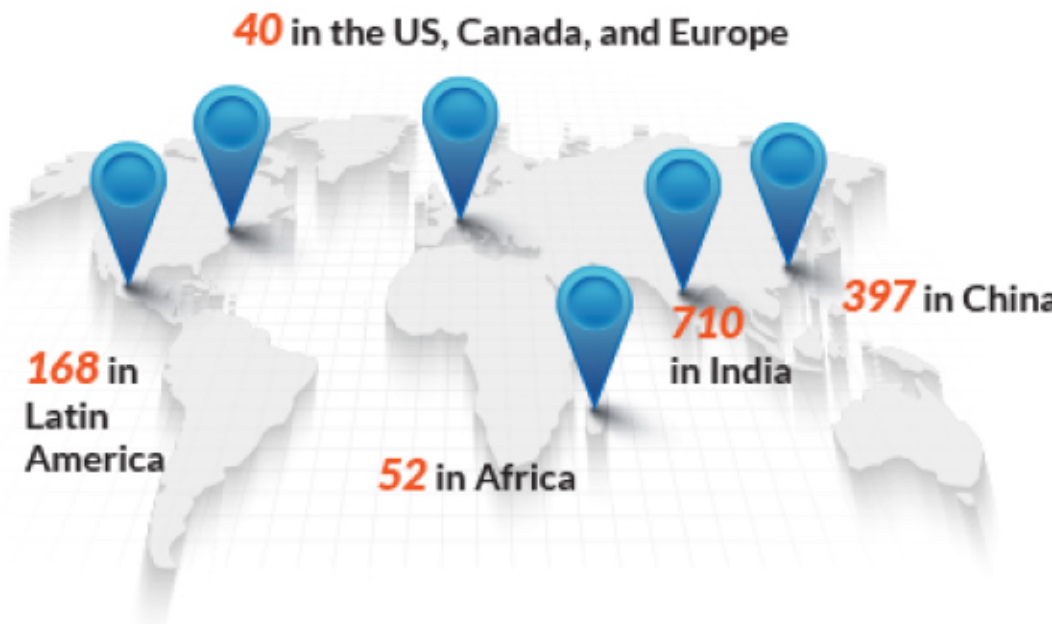 40 in the US, Canada, and Europe
397 in China
710
in India
168 in
Latin
America
52 in Africa